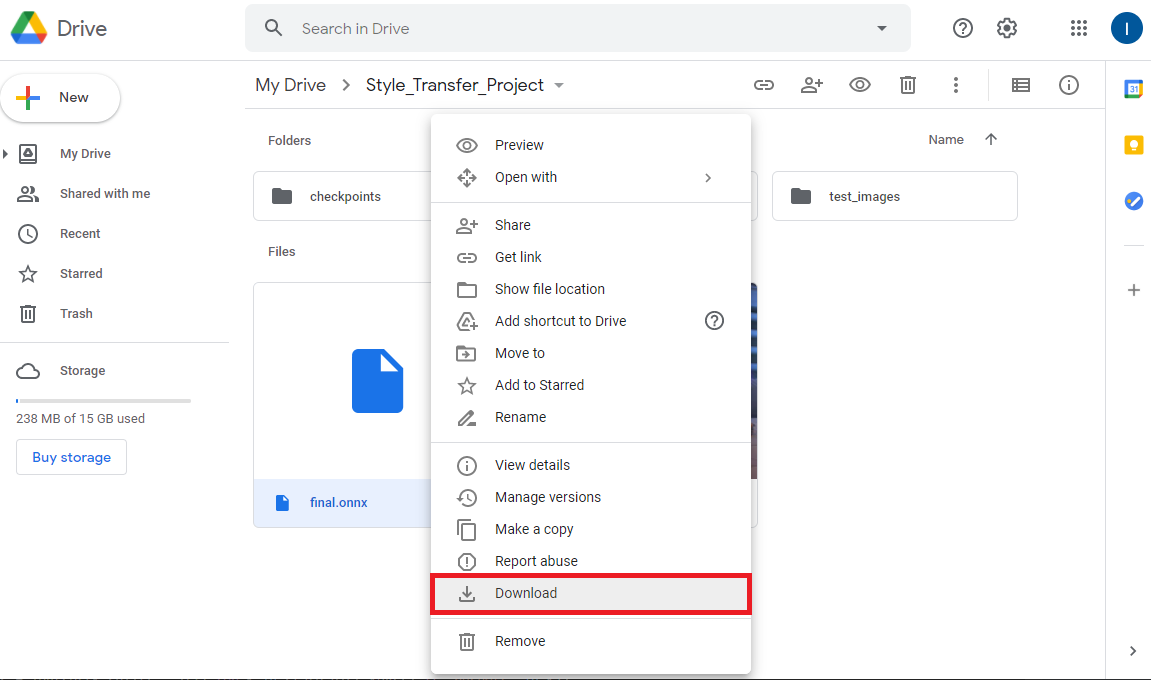 Drive
Search in Drive
I
New
My Drive
Shared with me
Recent
Starred
Trash
Storage
238 MB of 15 GB used
Buy storage
My Drive
Style_Transfer_Project
Folders
Name
checkpoints
test_images
Files
final.onnx
Preview
Open with
Share
Get link
Show file location
Add shortcut to Drive
Move to
Add to Starred
Rename
View details
Manage versions
Make a copy
Report abuse
Download
Remove
31